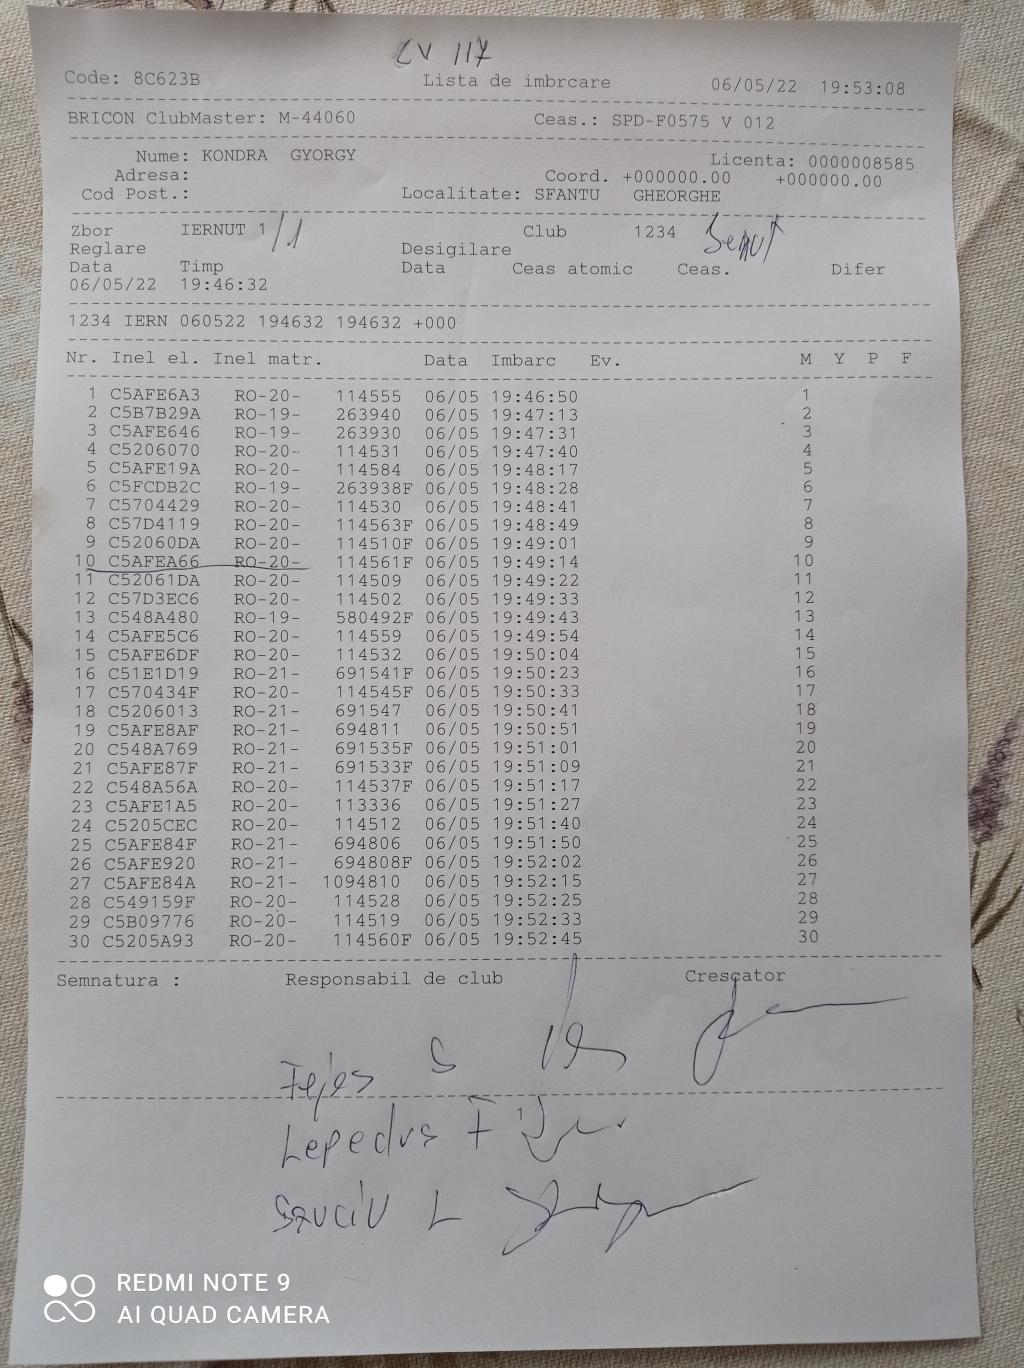 CV 117
Code: 8C623B Lista de imbrcare 06/05/22 19:53:08
BRICON ClubMaster: M-44060 Ceas.: SPD-F0575 V 012
Nume: KONDRA GYORGY Licenta: 0000008585
Adresa: Coord. +000000.00 +000000.00
Cod Post.: Localitate: SFANTU GHEORGHE
Zbor IERNUT 1/1 Club 1234
Reglare Desigilare
Data Timp Data Ceas atomic Ceas. Difer
06/05/22 19:46:32
1234 IERN 060522 194632 194632 +000
Nr. Inel el. Inel matr. Data Imbarc Ev. M Y P F
1 C5AFE6A3 RO-20- 114555 06/05 19:46:50 1
2 C5B7B29A RO-19- 263940 06/05 19:47:13 2
3 C5AFE646 RO-19- 263930 06/05 19:47:31 3
4 C5206070 RO-20- 114531 06/05 19:47:40 4
5 C5AFE19A RO-20- 114584 06/05 19:48:17 5
6 C5FCDB2C RO-19- 263938F 06/05 19:48:28 6
7 C5704429 RO-20- 114530 06/05 19:48:41 7
8 C57D4119 RO-20- 114563F 06/05 19:48:49 8
9 C52060DA RO-20- 114510F 06/05 19:49:01 9
10 C5AFEA66 RO-20- 114561F 06/05 19:49:14 10
11 C52061DA RO-20- 114509 06/05 19:49:22 11
12 C57D3EC6 RO-20- 114502 06/05 19:49:33 12
13 C548A480 RO-19- 580492F 06/05 19:49:43 13
14 C5AFE5C6 RO-20- 114559 06/05 19:49:54 14
15 C5AFE6DF RO-20- 114532 06/05 19:50:04 15
16 C51E1D19 RO-21- 691541F 06/05 19:50:23 16
17 C570434F RO-20- 114545F 06/05 19:50:33 17
18 C5206013 RO-21- 691547 06/05 19:50:41 18
19 C5AFE8AF RO-21- 694811 06/05 19:50:51 19
20 C548A769 RO-21- 691535F 06/05 19:51:01 20
21 C5AFE87F RO-21- 691533F 06/05 19:51:09 21
22 C548A56A RO-20- 114537F 06/05 19:51:17 22
23 C5AFE1A5 RO-20- 113336 06/05 19:51:27 23
24 C5205CEC RO-20- 114512 06/05 19:51:40 24
25 C5AFE84F RO-21- 694806 06/05 19:51:50 25
26 C5AFE920 RO-21- 694808F 06/05 19:52:02 26
27 C5AFE84A RO-21- 1094810 06/05 19:52:15 27
28 C549159F RO-20- 114528 06/05 19:52:25 28
29 C5B09776 RO-20- 114519 06/05 19:52:33 29
30 C5205A93 RO-20- 114560F 06/05 19:52:45 30
Semnatura : Responsabil de club Crescator
Fejes S
Lepedus F
L
REDMI NOTE 9
AI QUAD CAMERA